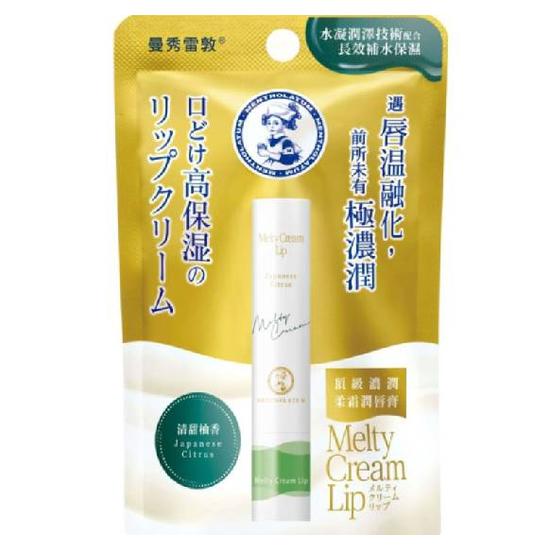 曼秀雷敦®
水凝潤澤技術配合
長效補水保濕
MENTHOLATUM
MENTHOLATUM
口どけ高保湿の
リップクリーム
遇唇温融化,
前所未有極濃潤
Melty Cream
Lip
Japanese
Citrus
Melty
Cream
MENTHOLATUM
Melty Cream Lip
清甜柚香
Japanese
Citrus
頂級濃潤
柔霜潤唇膏
Melty
Cream
Lip
メルティ
クリーム
リップ